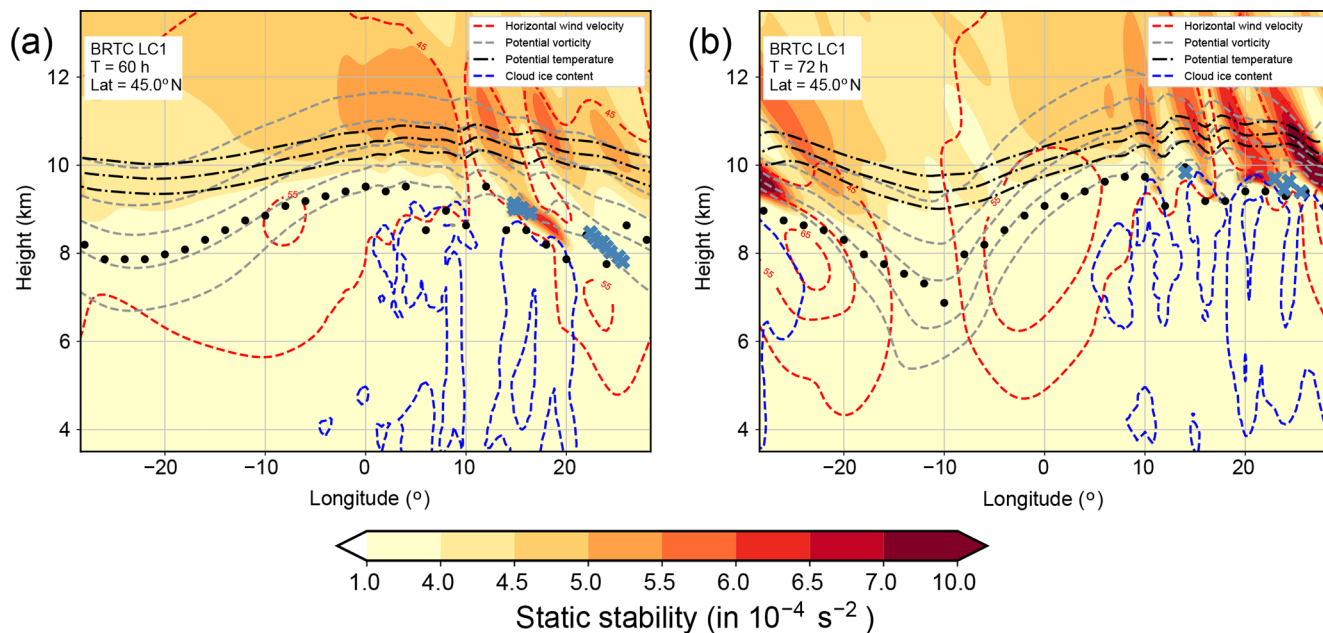 (a)
BRTC LC1
T = 60 h
Lat = 45.0°N
Horizontal wind velocity
Potential vorticity
Potential temperature
Cloud ice content
45
45
55
55
12
10
8
6
4
Height (km)
−20
−10
0
10
20
Longitude (°)
(b)
BRTC LC1
T = 72 h
Lat = 45.0°N
Horizontal wind velocity
Potential vorticity
Potential temperature
Cloud ice content
45
45
65
55
12
10
8
6
4
Height (km)
−20
−10
0
10
20
Longitude (°)
1.0
4.0
4.5
5.0
5.5
6.0
6.5
7.0
10.0
Static stability (in 10⁻⁴ s⁻² )